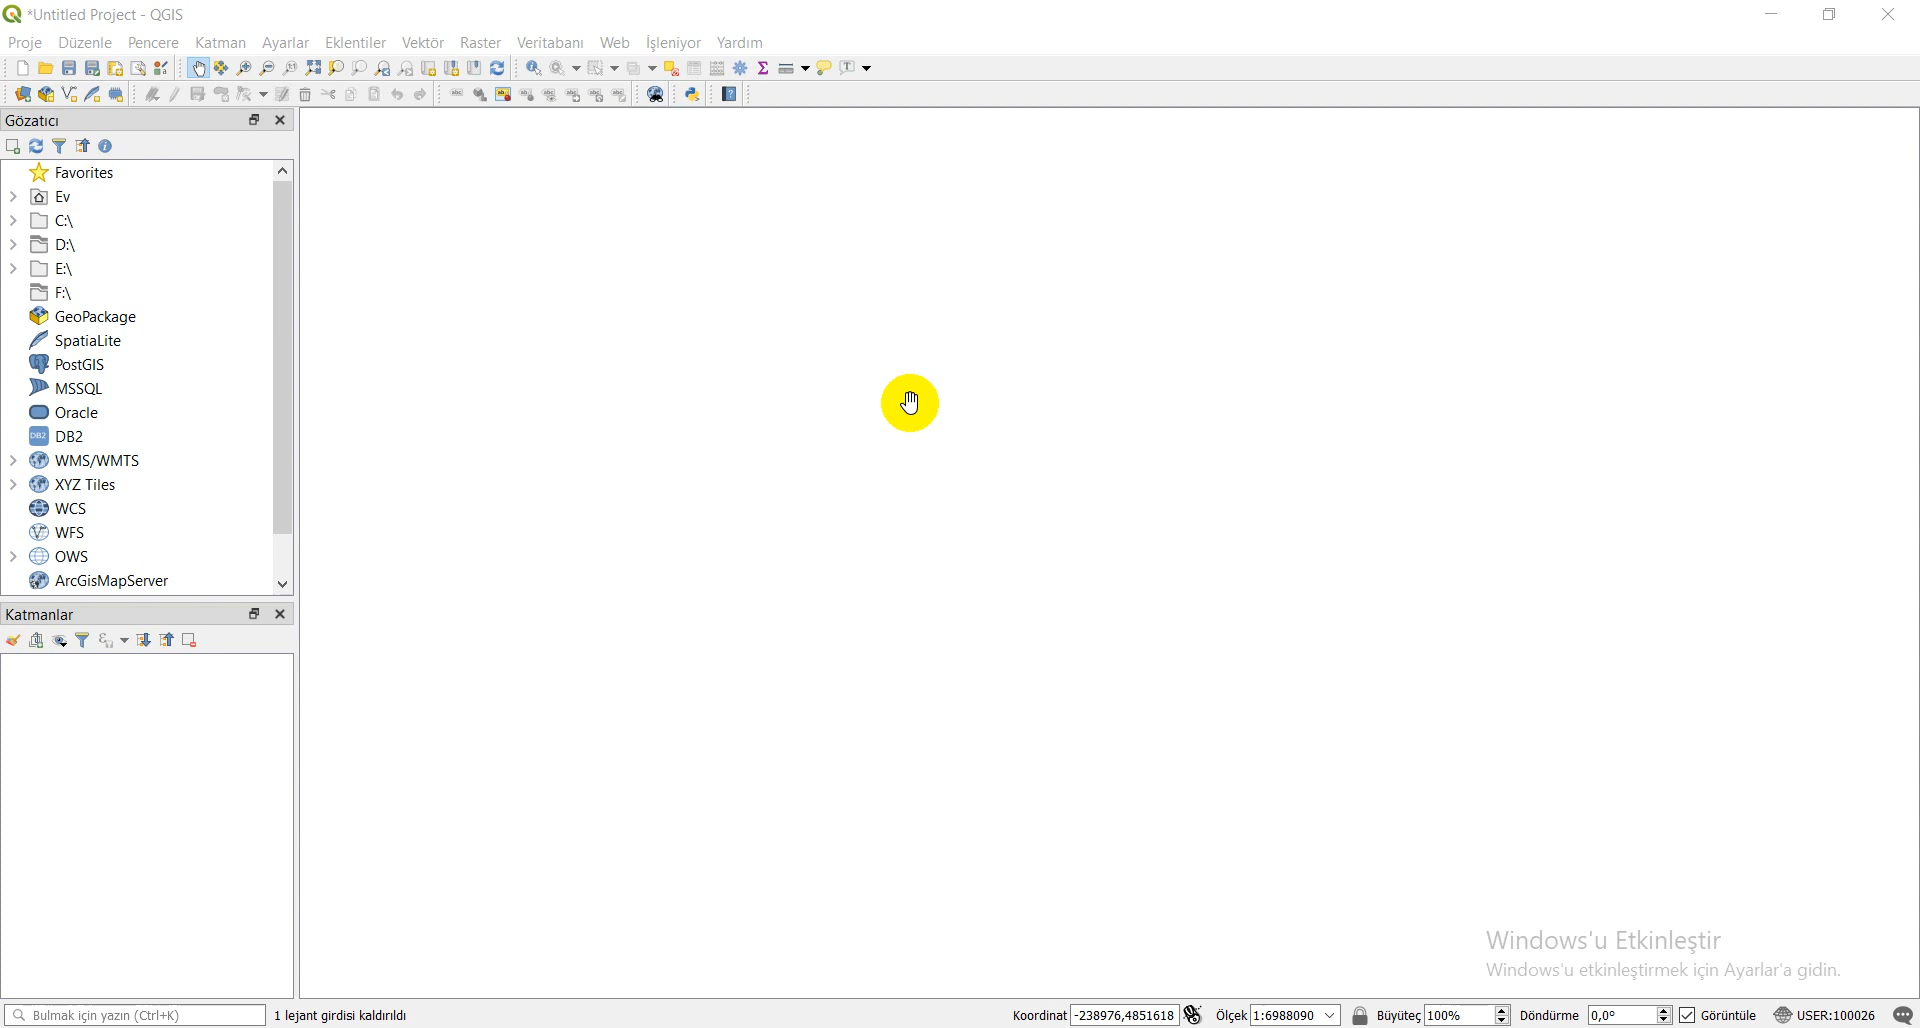 *Untitled Project - QGIS
Proje Düzenle Pencere Katman Ayarlar Eklentiler Vektör Raster Veritabanı Web İşleniyor Yardım
Gözatıcı
Favorites
Ev
C:\
D:\
E:\
F:\
GeoPackage
SpatiaLite
PostGIS
MSSQL
Oracle
DB2 DB2
WMS/WMTS
XYZ Tiles
WCS
WFS
OWS
ArcGisMapServer
Katmanlar
Windows'u Etkinleştir
Windows'u etkinleştirmek için Ayarlar'a gidin.
Bulmak için yazın (Ctrl+K) 1 lejant girdisi kaldırıldı Koordinat -238976,4851618 Ölçek 1:6988090 Büyüteç 100% Döndürme 0,0° Görüntüle USER:100026